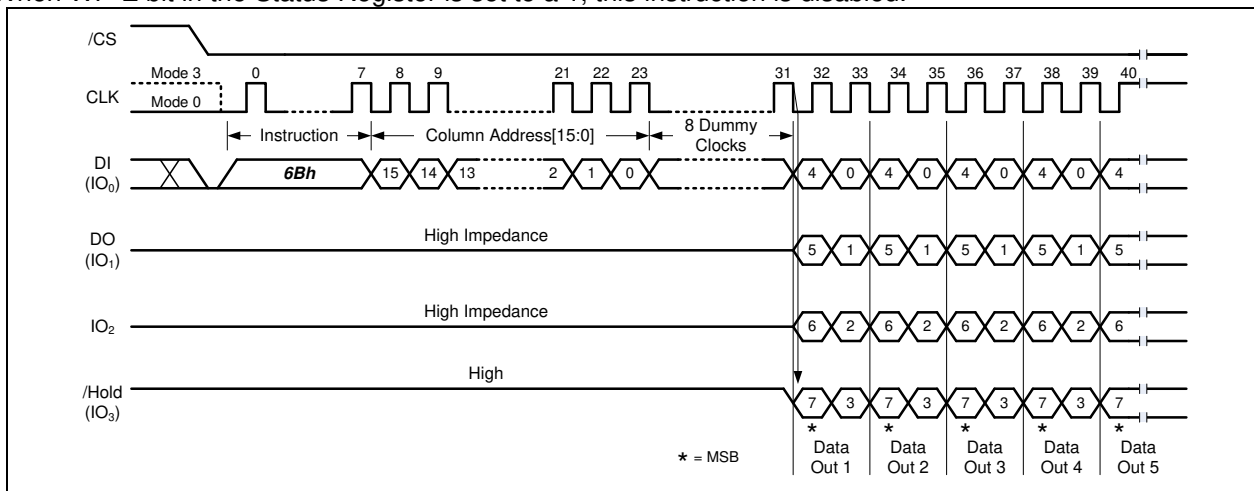 When WP-E bit in the Status Register is set to a 1, this instruction is disabled.
/CS
Mode 3 0 7 8 9 21 22 23 31 32 33 34 35 36 37 38 39 40
CLK
Mode 0
Instruction Column Address[15:0] 8 Dummy
Clocks
DI 6Bh 15 14 13 2 1 0 4 0 4 0 4 0 4 0 4
(IO₀)
High Impedance
DO 5 1 5 1 5 1 5 1 5
(IO₁)
High Impedance
IO₂ 6 2 6 2 6 2 6 2 6
High
/Hold 7 3 7 3 7 3 7 3 7
(IO₃)
* * * * *
* = MSB
Data Data Data Data Data
Out 1 Out 2 Out 3 Out 4 Out 5